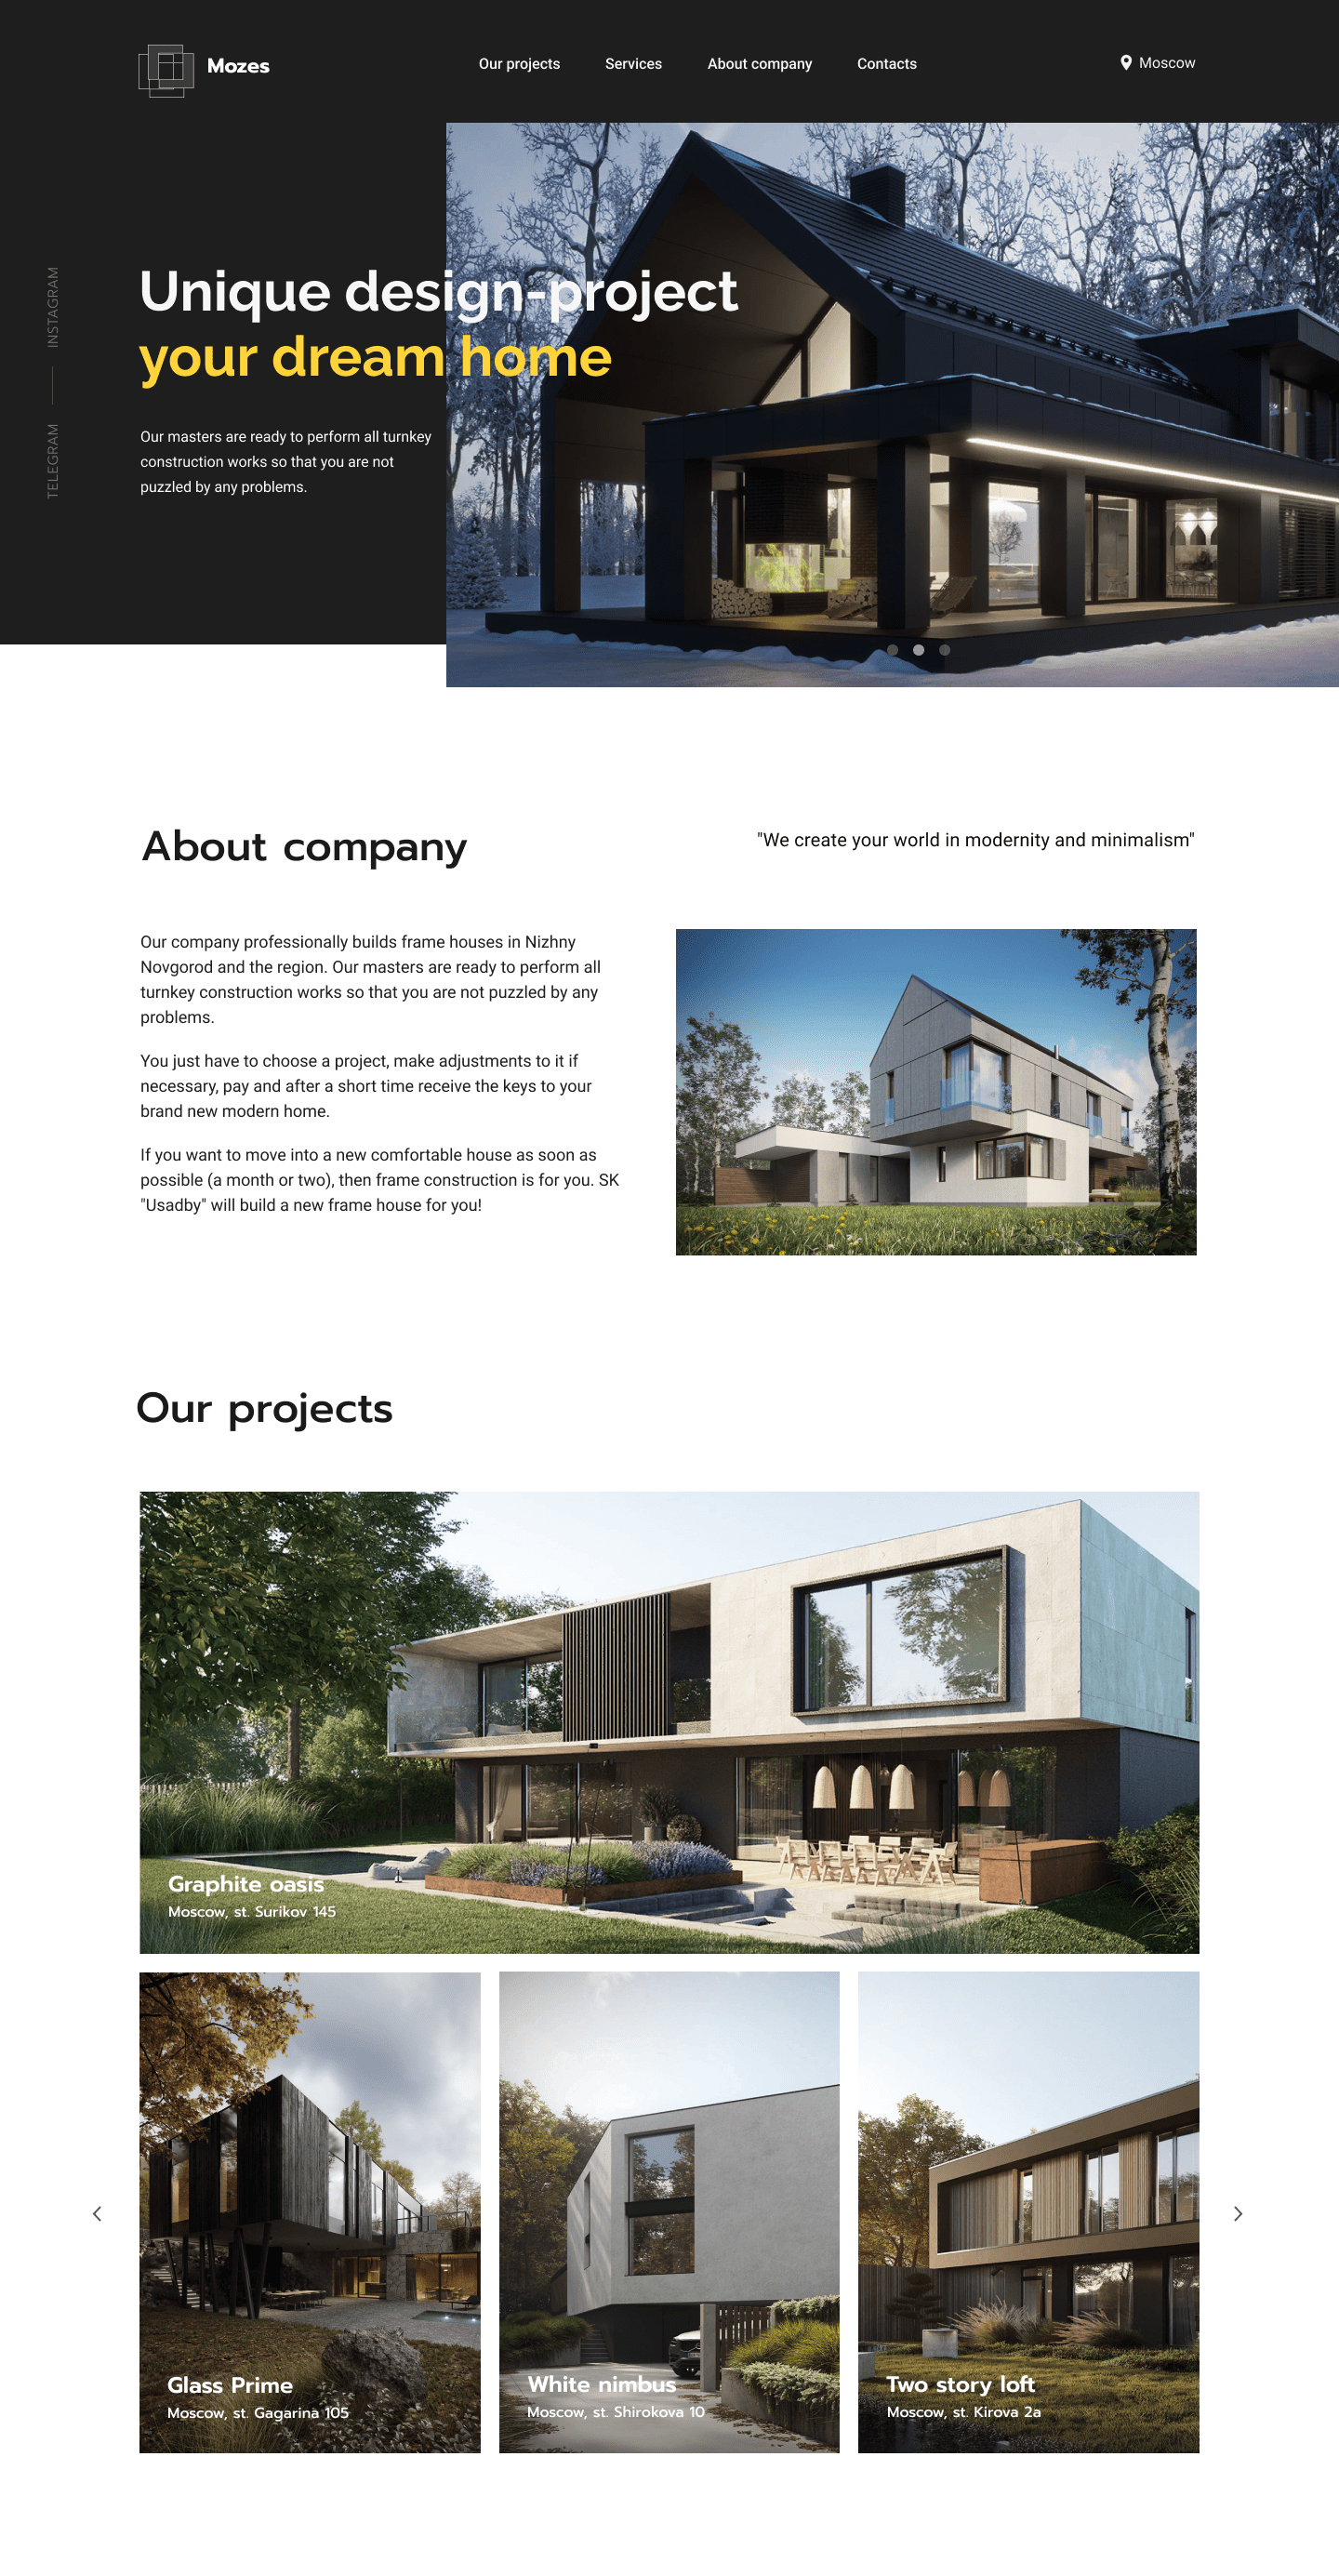 Mozes
Our projects
Services
About company
Contacts
Moscow
INSTAGRAM
TELEGRAM
Unique design-project
your dream home
Our masters are ready to perform all turnkey
construction works so that you are not
puzzled by any problems.
About company
"We create your world in modernity and minimalism"
Our company professionally builds frame houses in Nizhny
Novgorod and the region. Our masters are ready to perform all
turnkey construction works so that you are not puzzled by any
problems.
You just have to choose a project, make adjustments to it if
necessary, pay and after a short time receive the keys to your
brand new modern home.
If you want to move into a new comfortable house as soon as
possible (a month or two), then frame construction is for you. SK
"Usadby" will build a new frame house for you!
Our projects
Graphite oasis
Moscow, st. Surikov 145
Glass Prime
Moscow, st. Gagarina 105
White nimbus
Moscow, st. Shirokova 10
Two story loft
Moscow, st. Kirova 2a